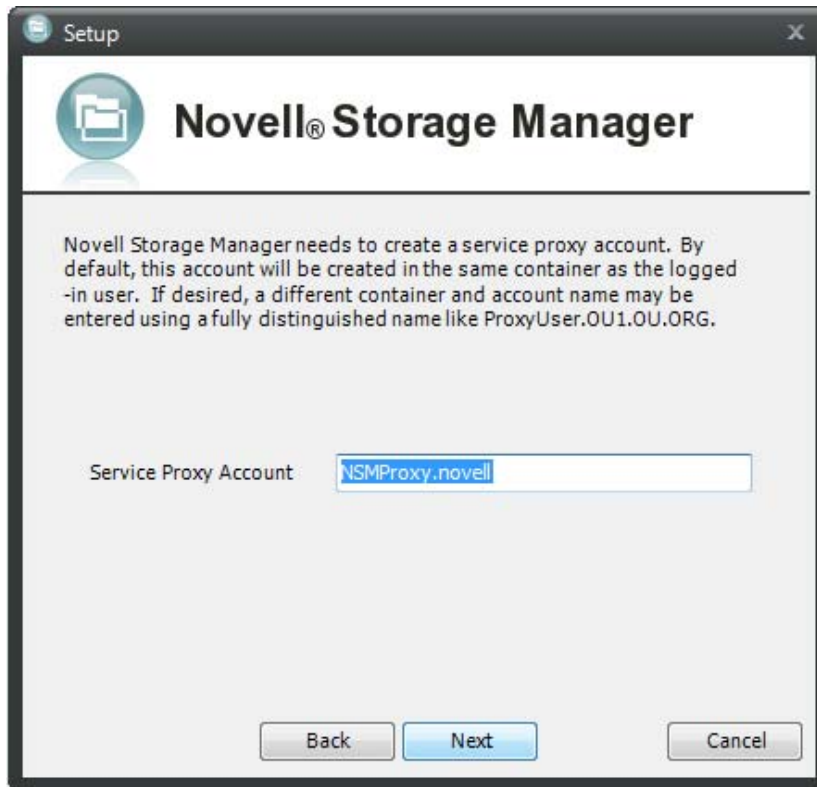 Setup
Novell® Storage Manager
Novell Storage Manager needs to create a service proxy account. By
default, this account will be created in the same container as the logged
-in user. If desired, a different container and account name may be
entered using a fully distinguished name like ProxyUser.OU1.OU.ORG.
Service Proxy Account NSMProxy.novell
Back Next Cancel